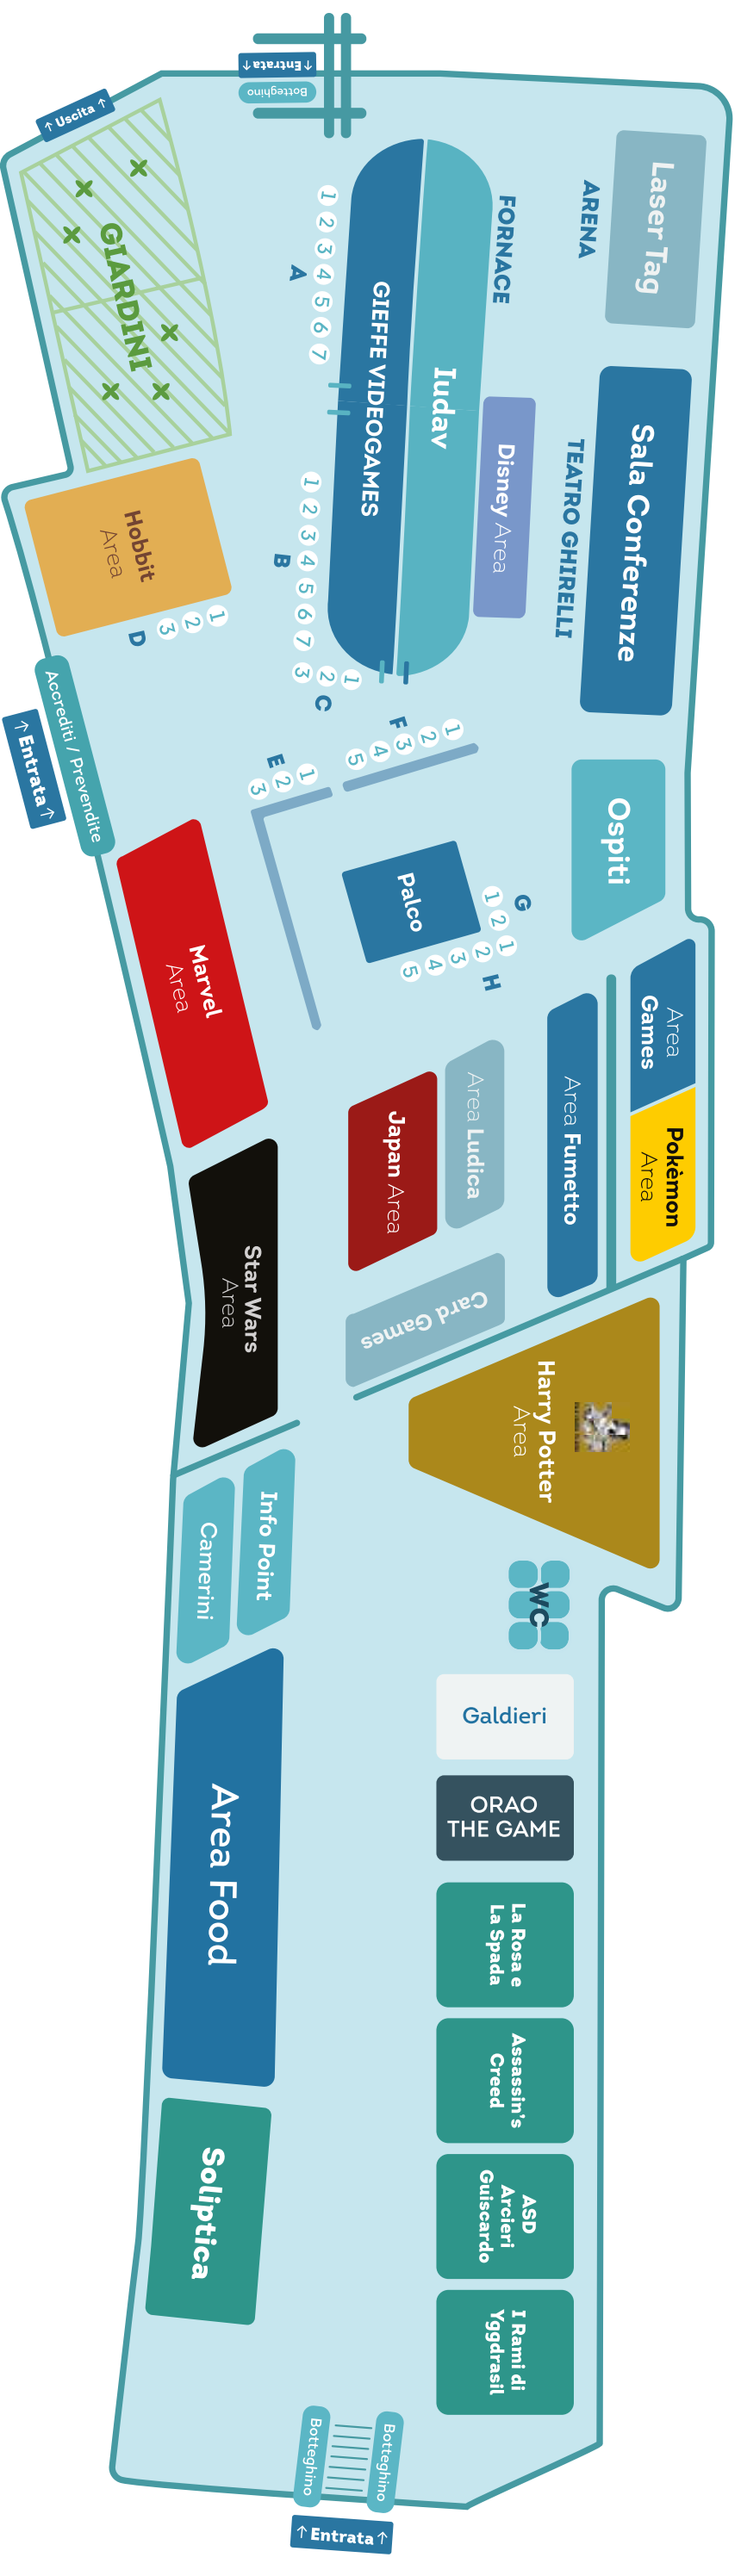 ↑ Entrata ↑
Botteghino
↑ Uscita ↑
GIARDINI
Laser Tag
ARENA
FORNACE
1
2
3
4
5
6
7
A
GIEFFE VIDEOGAMES
Iudav
Disney Area
TEATRO GHIRELLI
Sala Conferenze
1
2
3
4
5
6
7
B
Hobbit
Area
1
2
3
D
1
2
3
C
Accrediti / Prevendite
↑ Entrata ↑
1
2
3
4
5
F
1
2
3
E
Ospiti
Palco
1
2
G
1
2
3
4
5
H
Marvel
Area
Area
Games
Pokèmon
Area
Area Fumetto
Area Ludica
Japan Area
Card Games
Star Wars
Area
Harry Potter
Area
Info Point
Camerini
WC
Galdieri
ORAO
THE GAME
Area Food
La Rosa e
La Spada
Assassin's
Creed
ASD
Arcieri
Guiscardo
Soliptica
I Rami di
Yggdrasil
Botteghino
Botteghino
↑ Entrata ↑